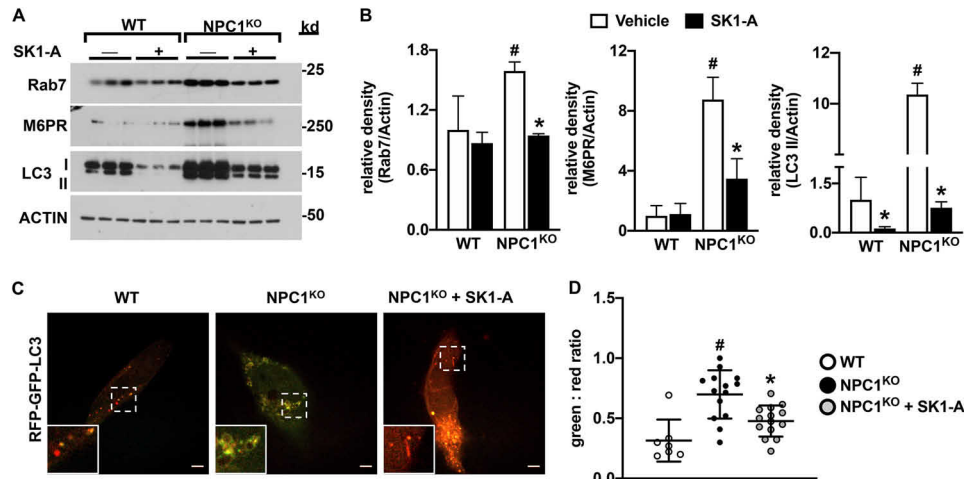 A
WT NPC1KO kd
SK1-A — + — +
Rab7 -25
M6PR -250
LC3 I II -15
ACTIN -50
B
Vehicle SK1-A
relative density (Rab7/Actin)
1.8
1.2
0.6
0.0
#
*
WT NPC1KO
relative density (M6PR/Actin)
12
8
4
0
#
*
WT NPC1KO
relative density (LC3 II/Actin)
10
1.5
0.0
#
*
*
WT NPC1KO
C
WT NPC1KO NPC1KO + SK1-A
RFP-GFP-LC3
D
green : red ratio
1.5
1.0
0.5
0.0
#
*
WT
NPC1KO
NPC1KO + SK1-A